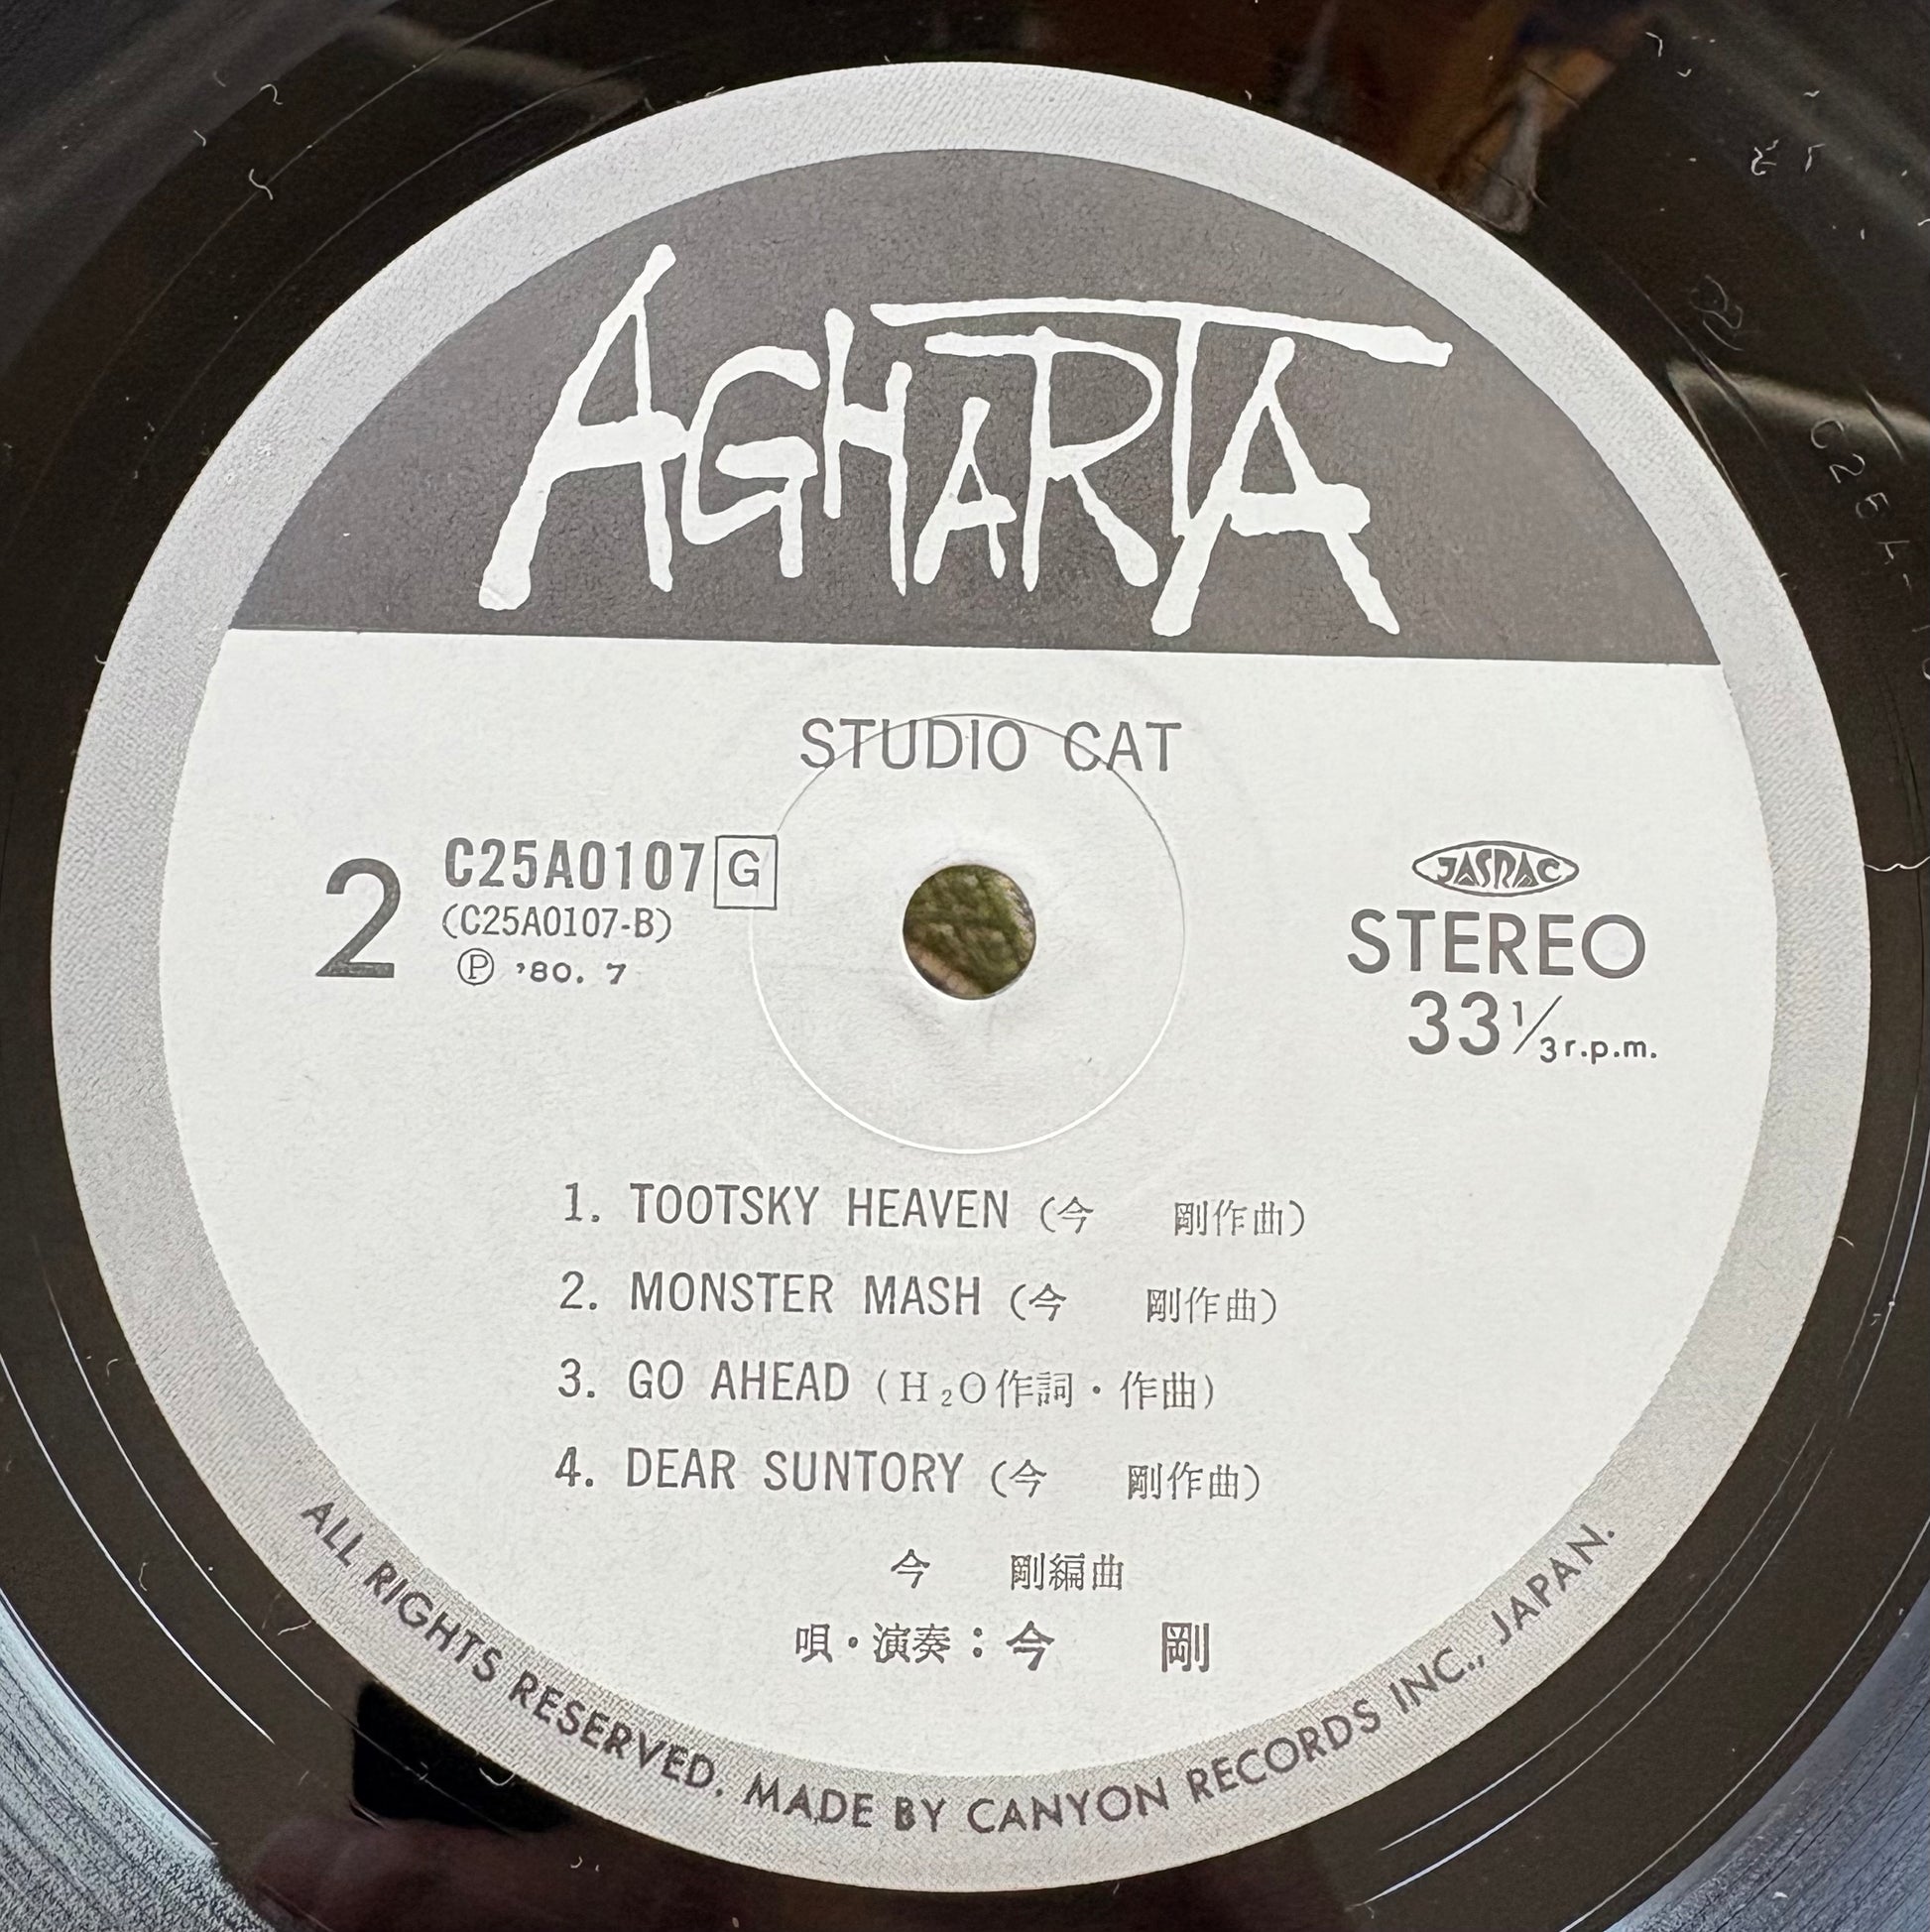 AGHARTA
STUDIO CAT
2
C25A0107 G
(C25A0107-B)
Ⓟ '80. 7
JASRAC
STEREO
33 1/3 r.p.m.
1. TOOTSKY HEAVEN (今 剛作曲)
2. MONSTER MASH (今 剛作曲)
3. GO AHEAD (H₂O作詞・作曲)
4. DEAR SUNTORY (今 剛作曲)
今 剛編曲
唄・演奏：今 剛
ALL RIGHTS RESERVED. MADE BY CANYON RECORDS INC., JAPAN.